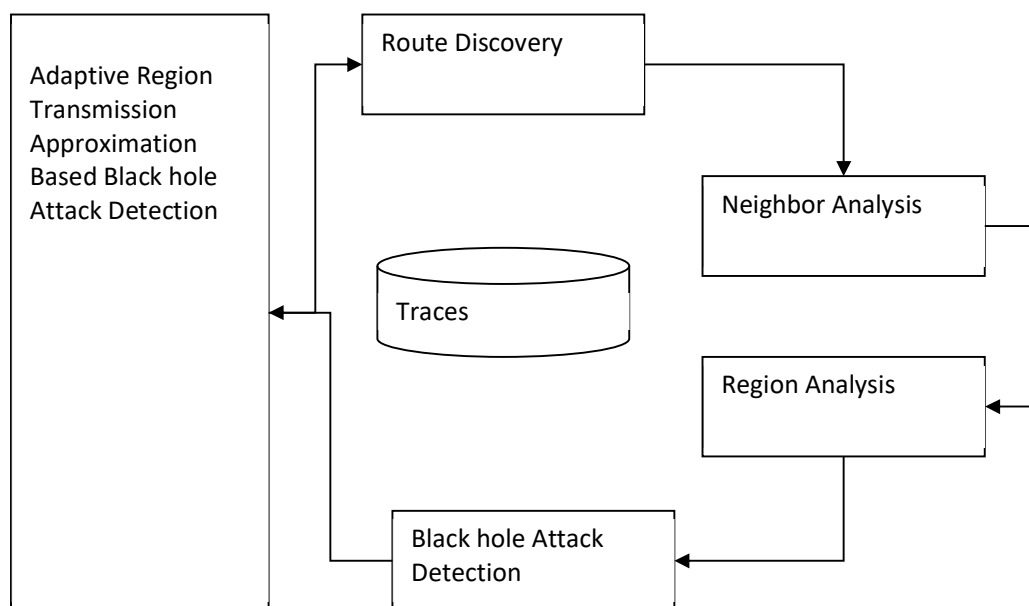 Adaptive Region
Transmission
Approximation
Based Black hole
Attack Detection
Route Discovery
Neighbor Analysis
Traces
Region Analysis
Black hole Attack
Detection